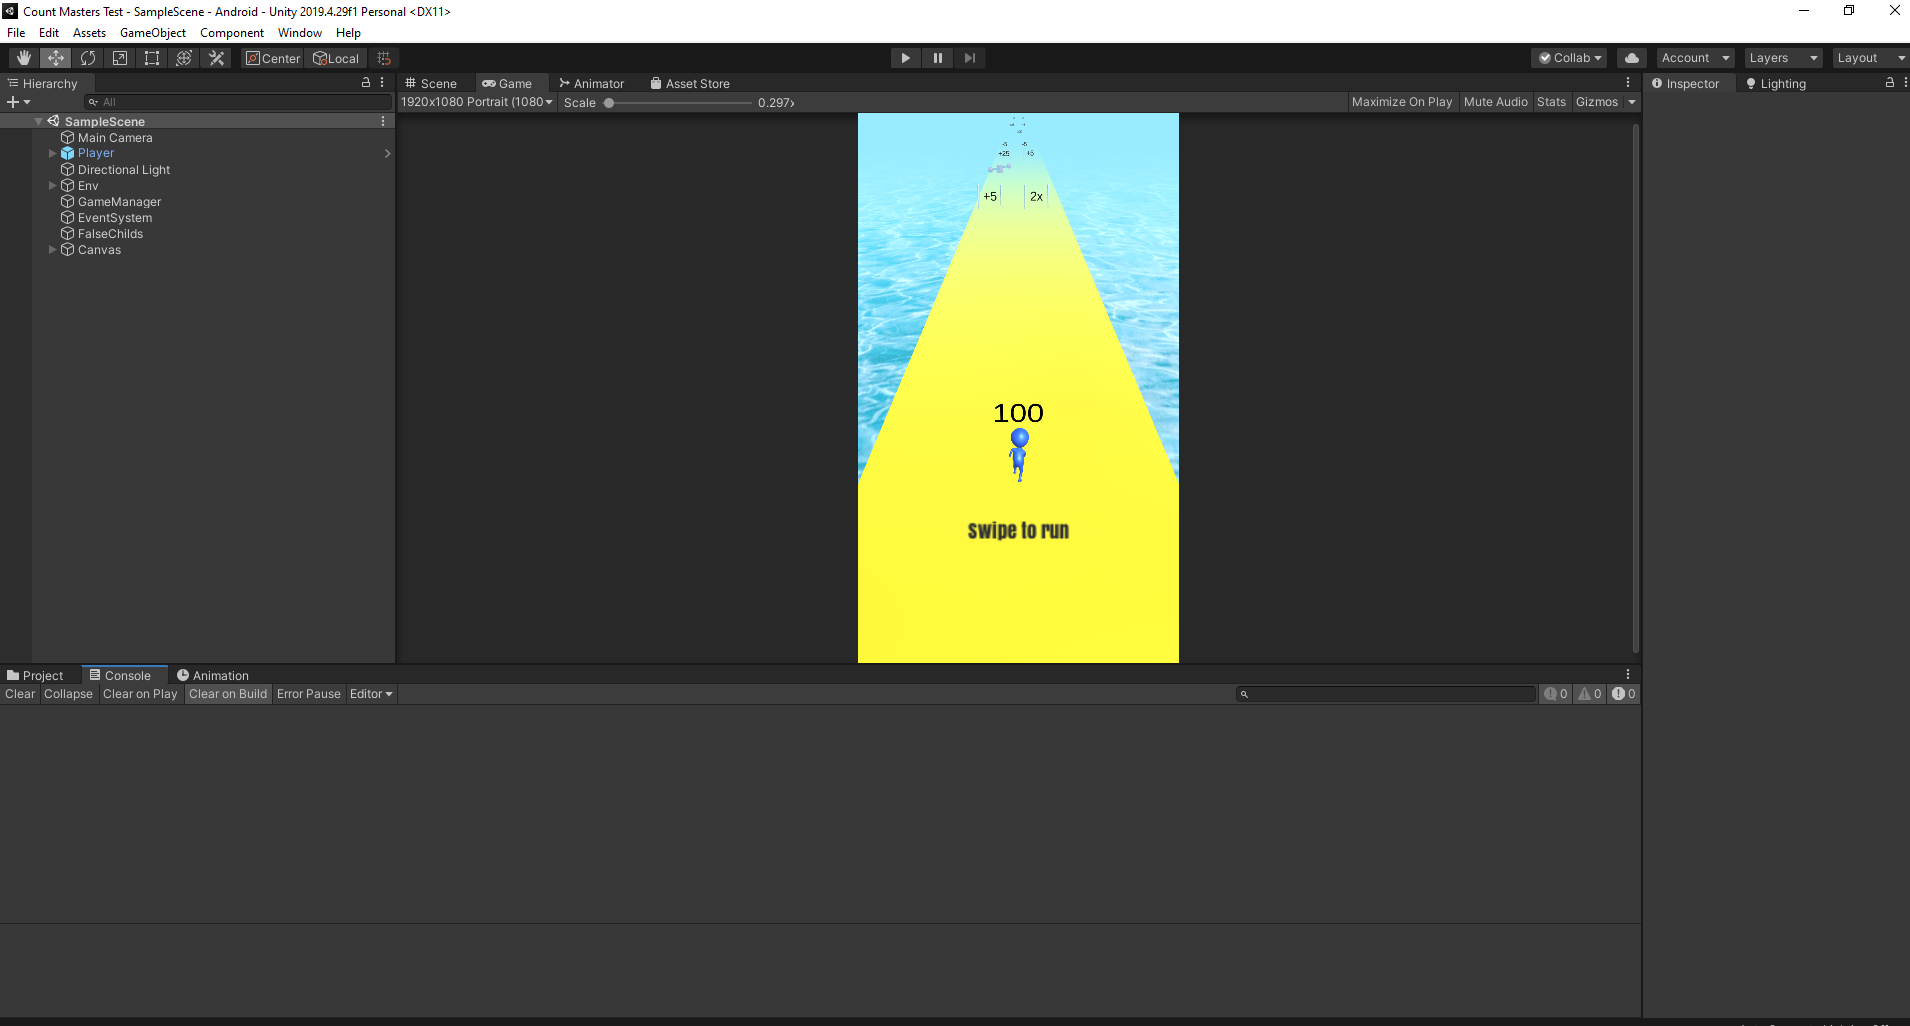 Count Masters Test - SampleScene - Android - Unity 2019.4.29f1 Personal <DX11>
File Edit Assets GameObject Component Window Help
Center Local Collab Account Layers Layout
Hierarchy Scene Game Animator Asset Store Inspector Lighting
All 1920x1080 Portrait (1080 Scale 0.297x Maximize On Play Mute Audio Stats Gizmos
SampleScene
Main Camera
Player
Directional Light
Env
GameManager
EventSystem
FalseChilds
Canvas
-5 -5
+25 +5
+5 2x
100
Swipe to run
Project Console Animation
Clear Collapse Clear on Play Clear on Build Error Pause Editor 0 0 0